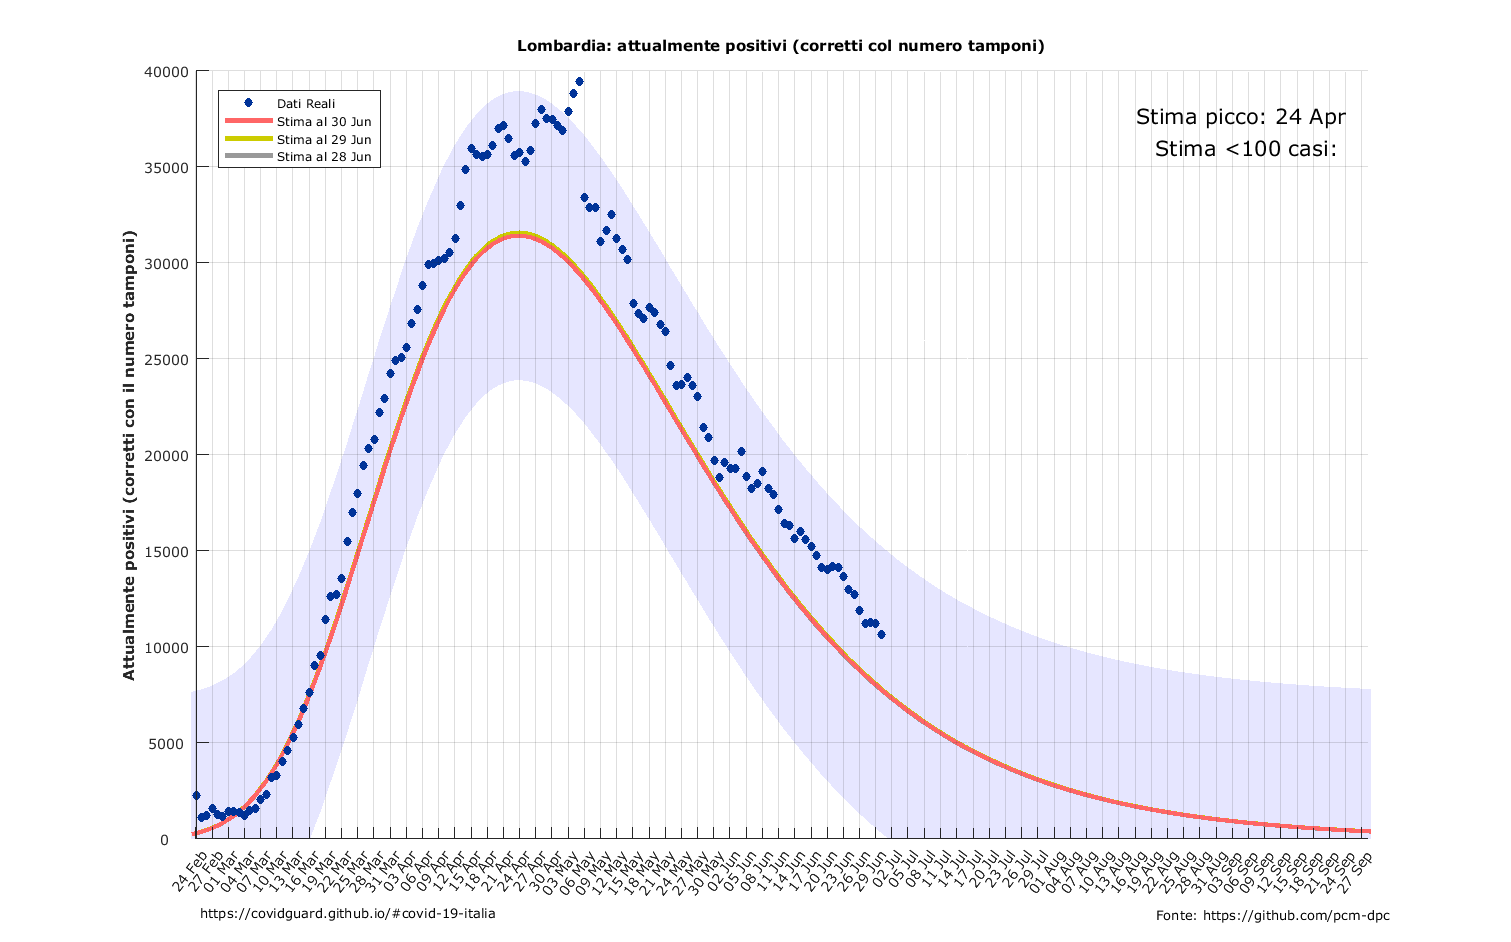 Lombardia: attualmente positivi (corretti col numero tamponi)
Attualmente positivi (corretti con il numero tamponi)
40000
35000
30000
25000
20000
15000
10000
5000
0
Dati Reali
Stima al 30 Jun
Stima al 29 Jun
Stima al 28 Jun
Stima picco: 24 Apr
Stima <100 casi:
24 Feb
27 Feb
01 Mar
04 Mar
07 Mar
10 Mar
13 Mar
16 Mar
19 Mar
22 Mar
25 Mar
28 Mar
31 Mar
03 Apr
06 Apr
09 Apr
12 Apr
15 Apr
18 Apr
21 Apr
24 Apr
27 Apr
30 Apr
03 May
06 May
09 May
12 May
15 May
18 May
21 May
24 May
27 May
30 May
02 Jun
05 Jun
08 Jun
11 Jun
14 Jun
17 Jun
20 Jun
23 Jun
26 Jun
29 Jun
02 Jul
05 Jul
08 Jul
11 Jul
14 Jul
17 Jul
20 Jul
23 Jul
26 Jul
29 Jul
01 Aug
04 Aug
07 Aug
10 Aug
13 Aug
16 Aug
19 Aug
22 Aug
25 Aug
28 Aug
31 Aug
03 Sep
06 Sep
09 Sep
12 Sep
15 Sep
18 Sep
21 Sep
24 Sep
27 Sep
https://covidguard.github.io/#covid-19-italia
Fonte: https://github.com/pcm-dpc